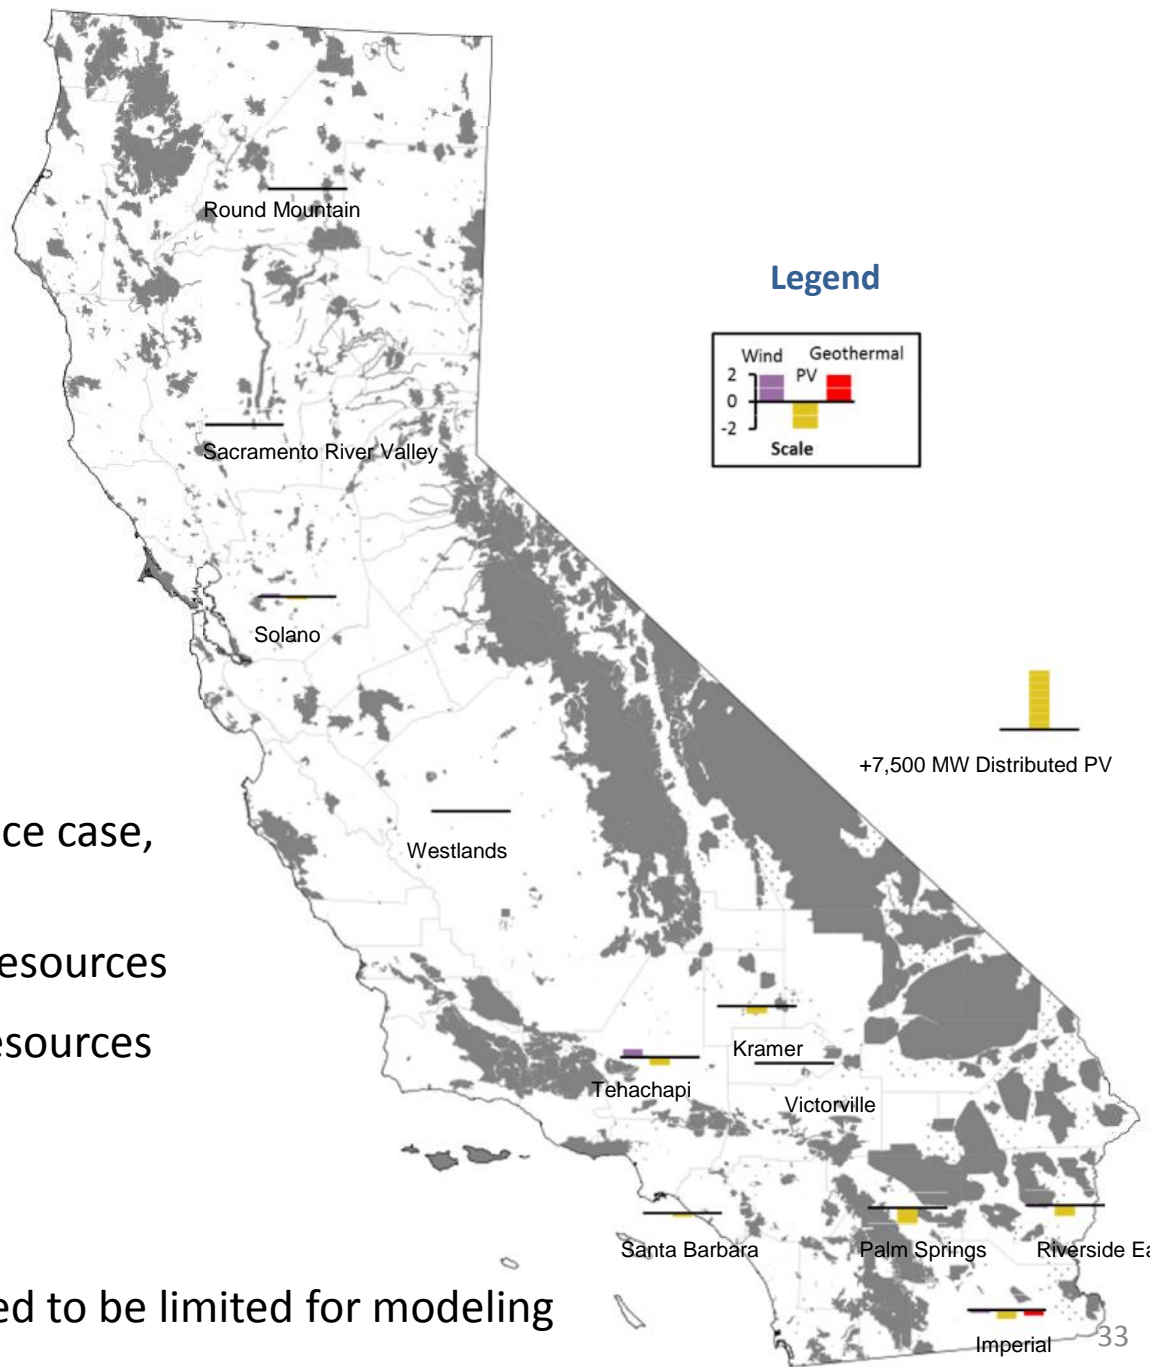 Round Mountain
Legend
Wind Geothermal
2 PV
0
-2
Scale
Sacramento River Valley
Solano
+7,500 MW Distributed PV
ce case,
Westlands
esources
Kramer
esources
Tehachapi
Victorville
Santa Barbara Palm Springs Riverside Ea
ed to be limited for modeling
Imperial 33